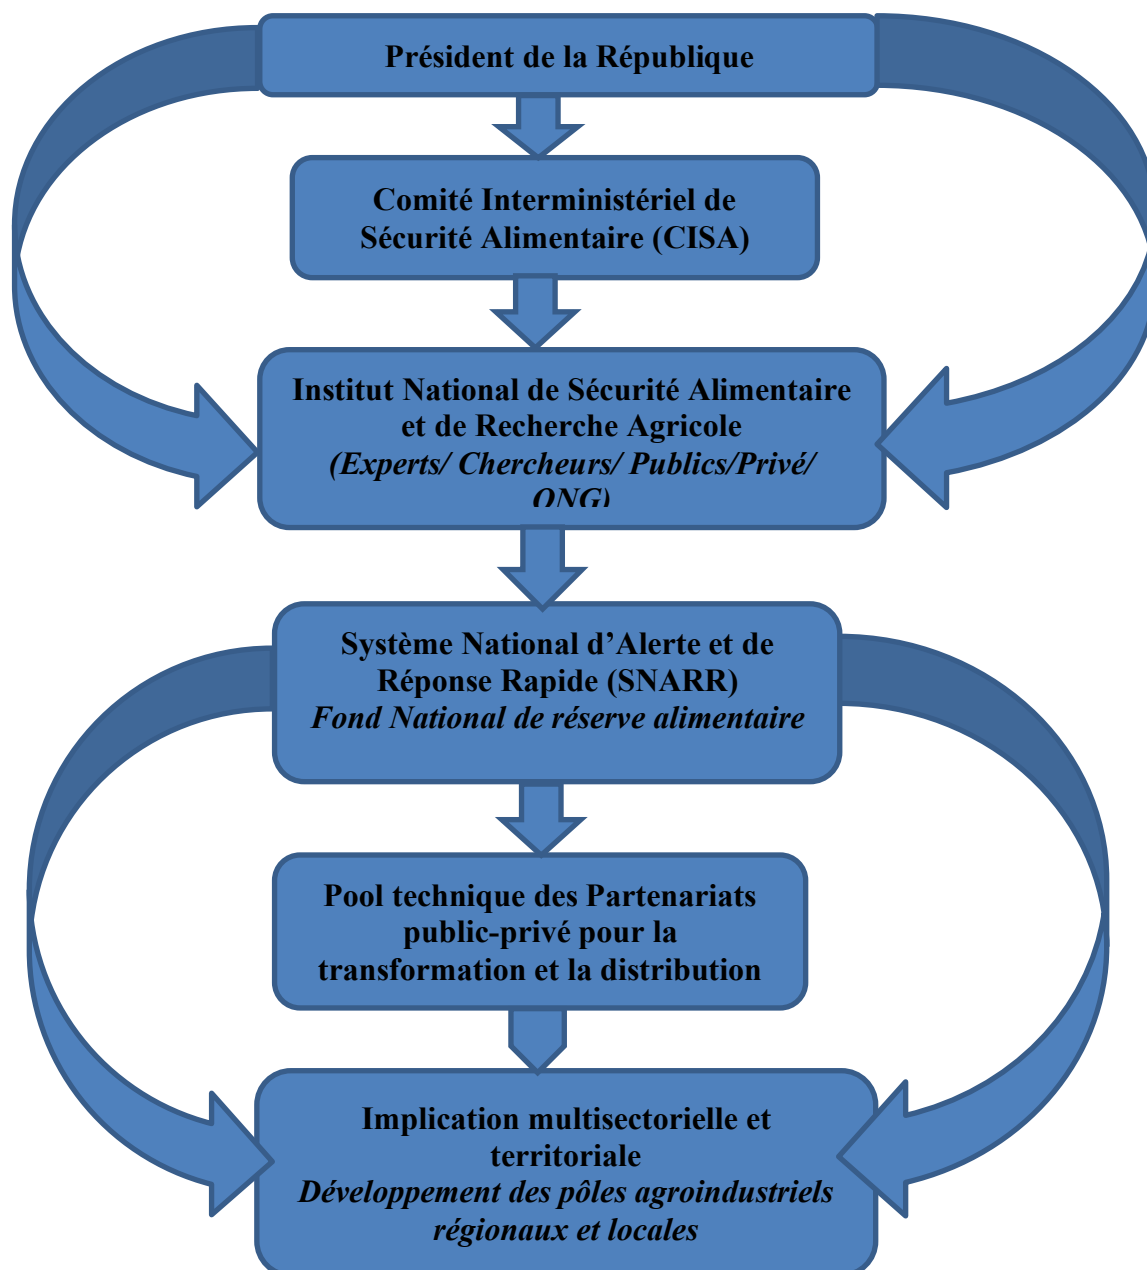 Président de la République
Comité Interministériel de
Sécurité Alimentaire (CISA)
Institut National de Sécurité Alimentaire
et de Recherche Agricole
(Experts/ Chercheurs/ Publics/Privé/
ONG)
Système National d’Alerte et de
Réponse Rapide (SNARR)
Fond National de réserve alimentaire
Pool technique des Partenariats
public-privé pour la
transformation et la distribution
Implication multisectorielle et
territoriale
Développement des pôles agroindustriels
régionaux et locales